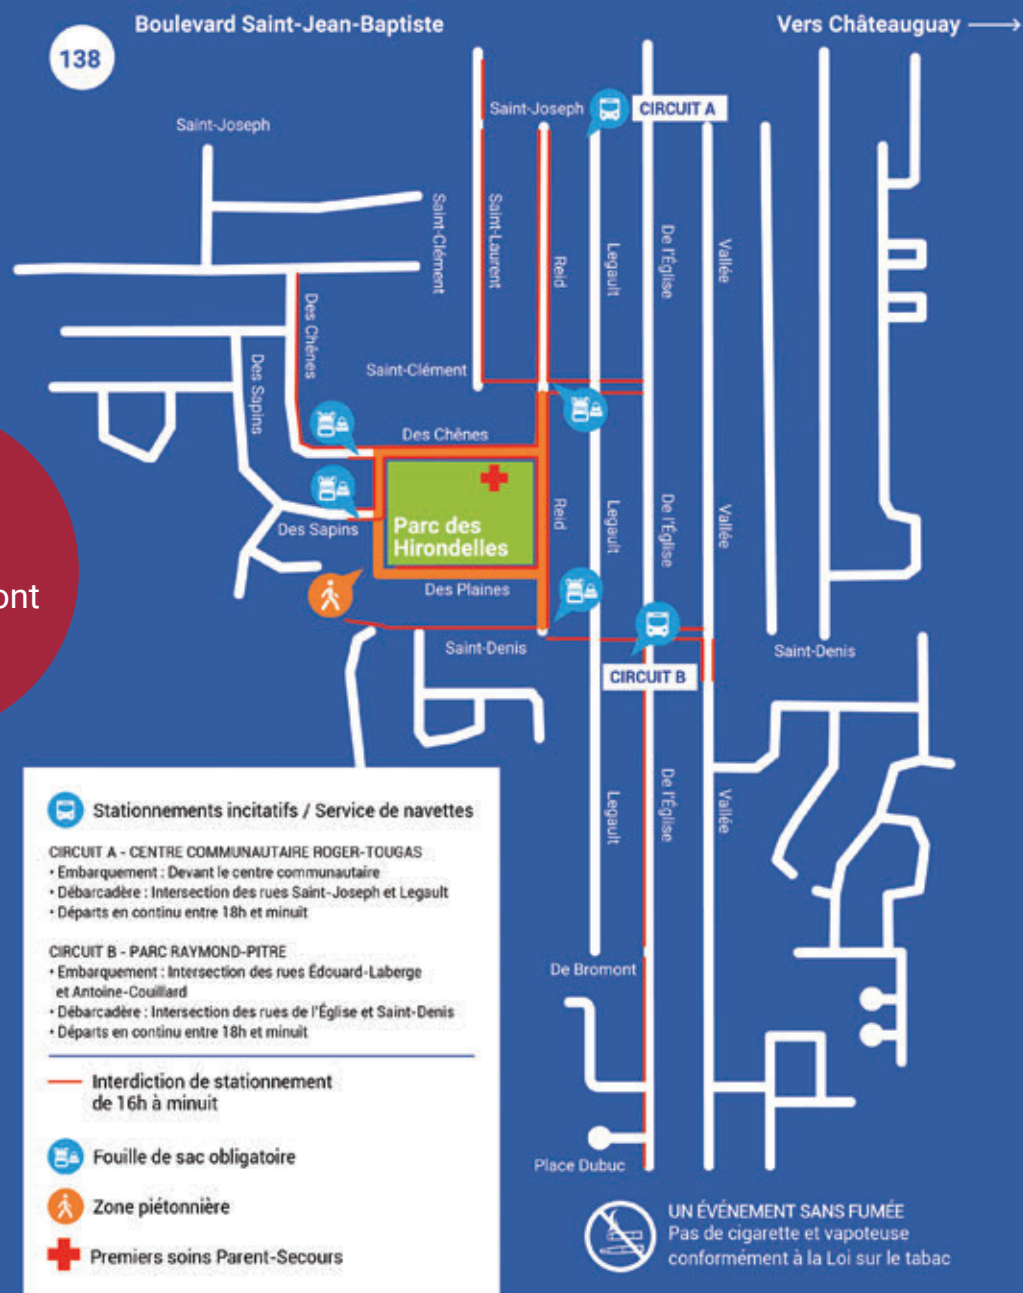 Boulevard Saint-Jean-Baptiste
Vers Châteauguay
138
Saint-Joseph
Saint-Joseph
CIRCUIT A
Saint-Clément
Saint-Laurent
Reid
Legault
De l'Église
Vallée
Des Chênes
Des Sapins
Saint-Clément
Des Chênes
Parc des
Hirondelles
Reid
Legault
De l'Église
Vallée
Des Sapins
Des Plaines
ont
Saint-Denis
Saint-Denis
CIRCUIT B
Legault
De l'Église
Vallée
De Bromont
Place Dubuc
Stationnements incitatifs / Service de navettes
CIRCUIT A - CENTRE COMMUNAUTAIRE ROGER-TOUGAS
• Embarquement : Devant le centre communautaire
• Débarcadère : Intersection des rues Saint-Joseph et Legault
• Départs en continu entre 18h et minuit
CIRCUIT B - PARC RAYMOND-PITRE
• Embarquement : Intersection des rues Édouard-Laberge
et Antoine-Couillard
• Débarcadère : Intersection des rues de l'Église et Saint-Denis
• Départs en continu entre 18h et minuit
Interdiction de stationnement
de 16h à minuit
Fouille de sac obligatoire
Zone piétonnière
Premiers soins Parent-Secours
UN ÉVÉNEMENT SANS FUMÉE
Pas de cigarette et vapoteuse
conformément à la Loi sur le tabac